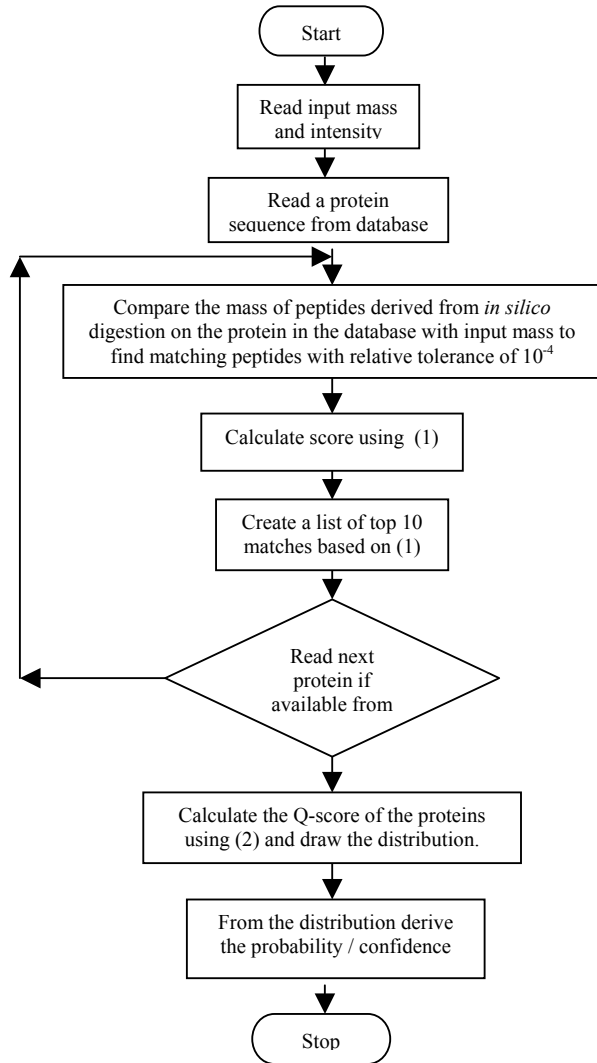 Start
Read input mass
and intensity
Read a protein
sequence from database
Compare the mass of peptides derived from in silico
digestion on the protein in the database with input mass to
find matching peptides with relative tolerance of 10⁻⁴
Calculate score using (1)
Create a list of top 10
matches based on (1)
Read next
protein if
available from
Calculate the Q-score of the proteins
using (2) and draw the distribution.
From the distribution derive
the probability / confidence
Stop